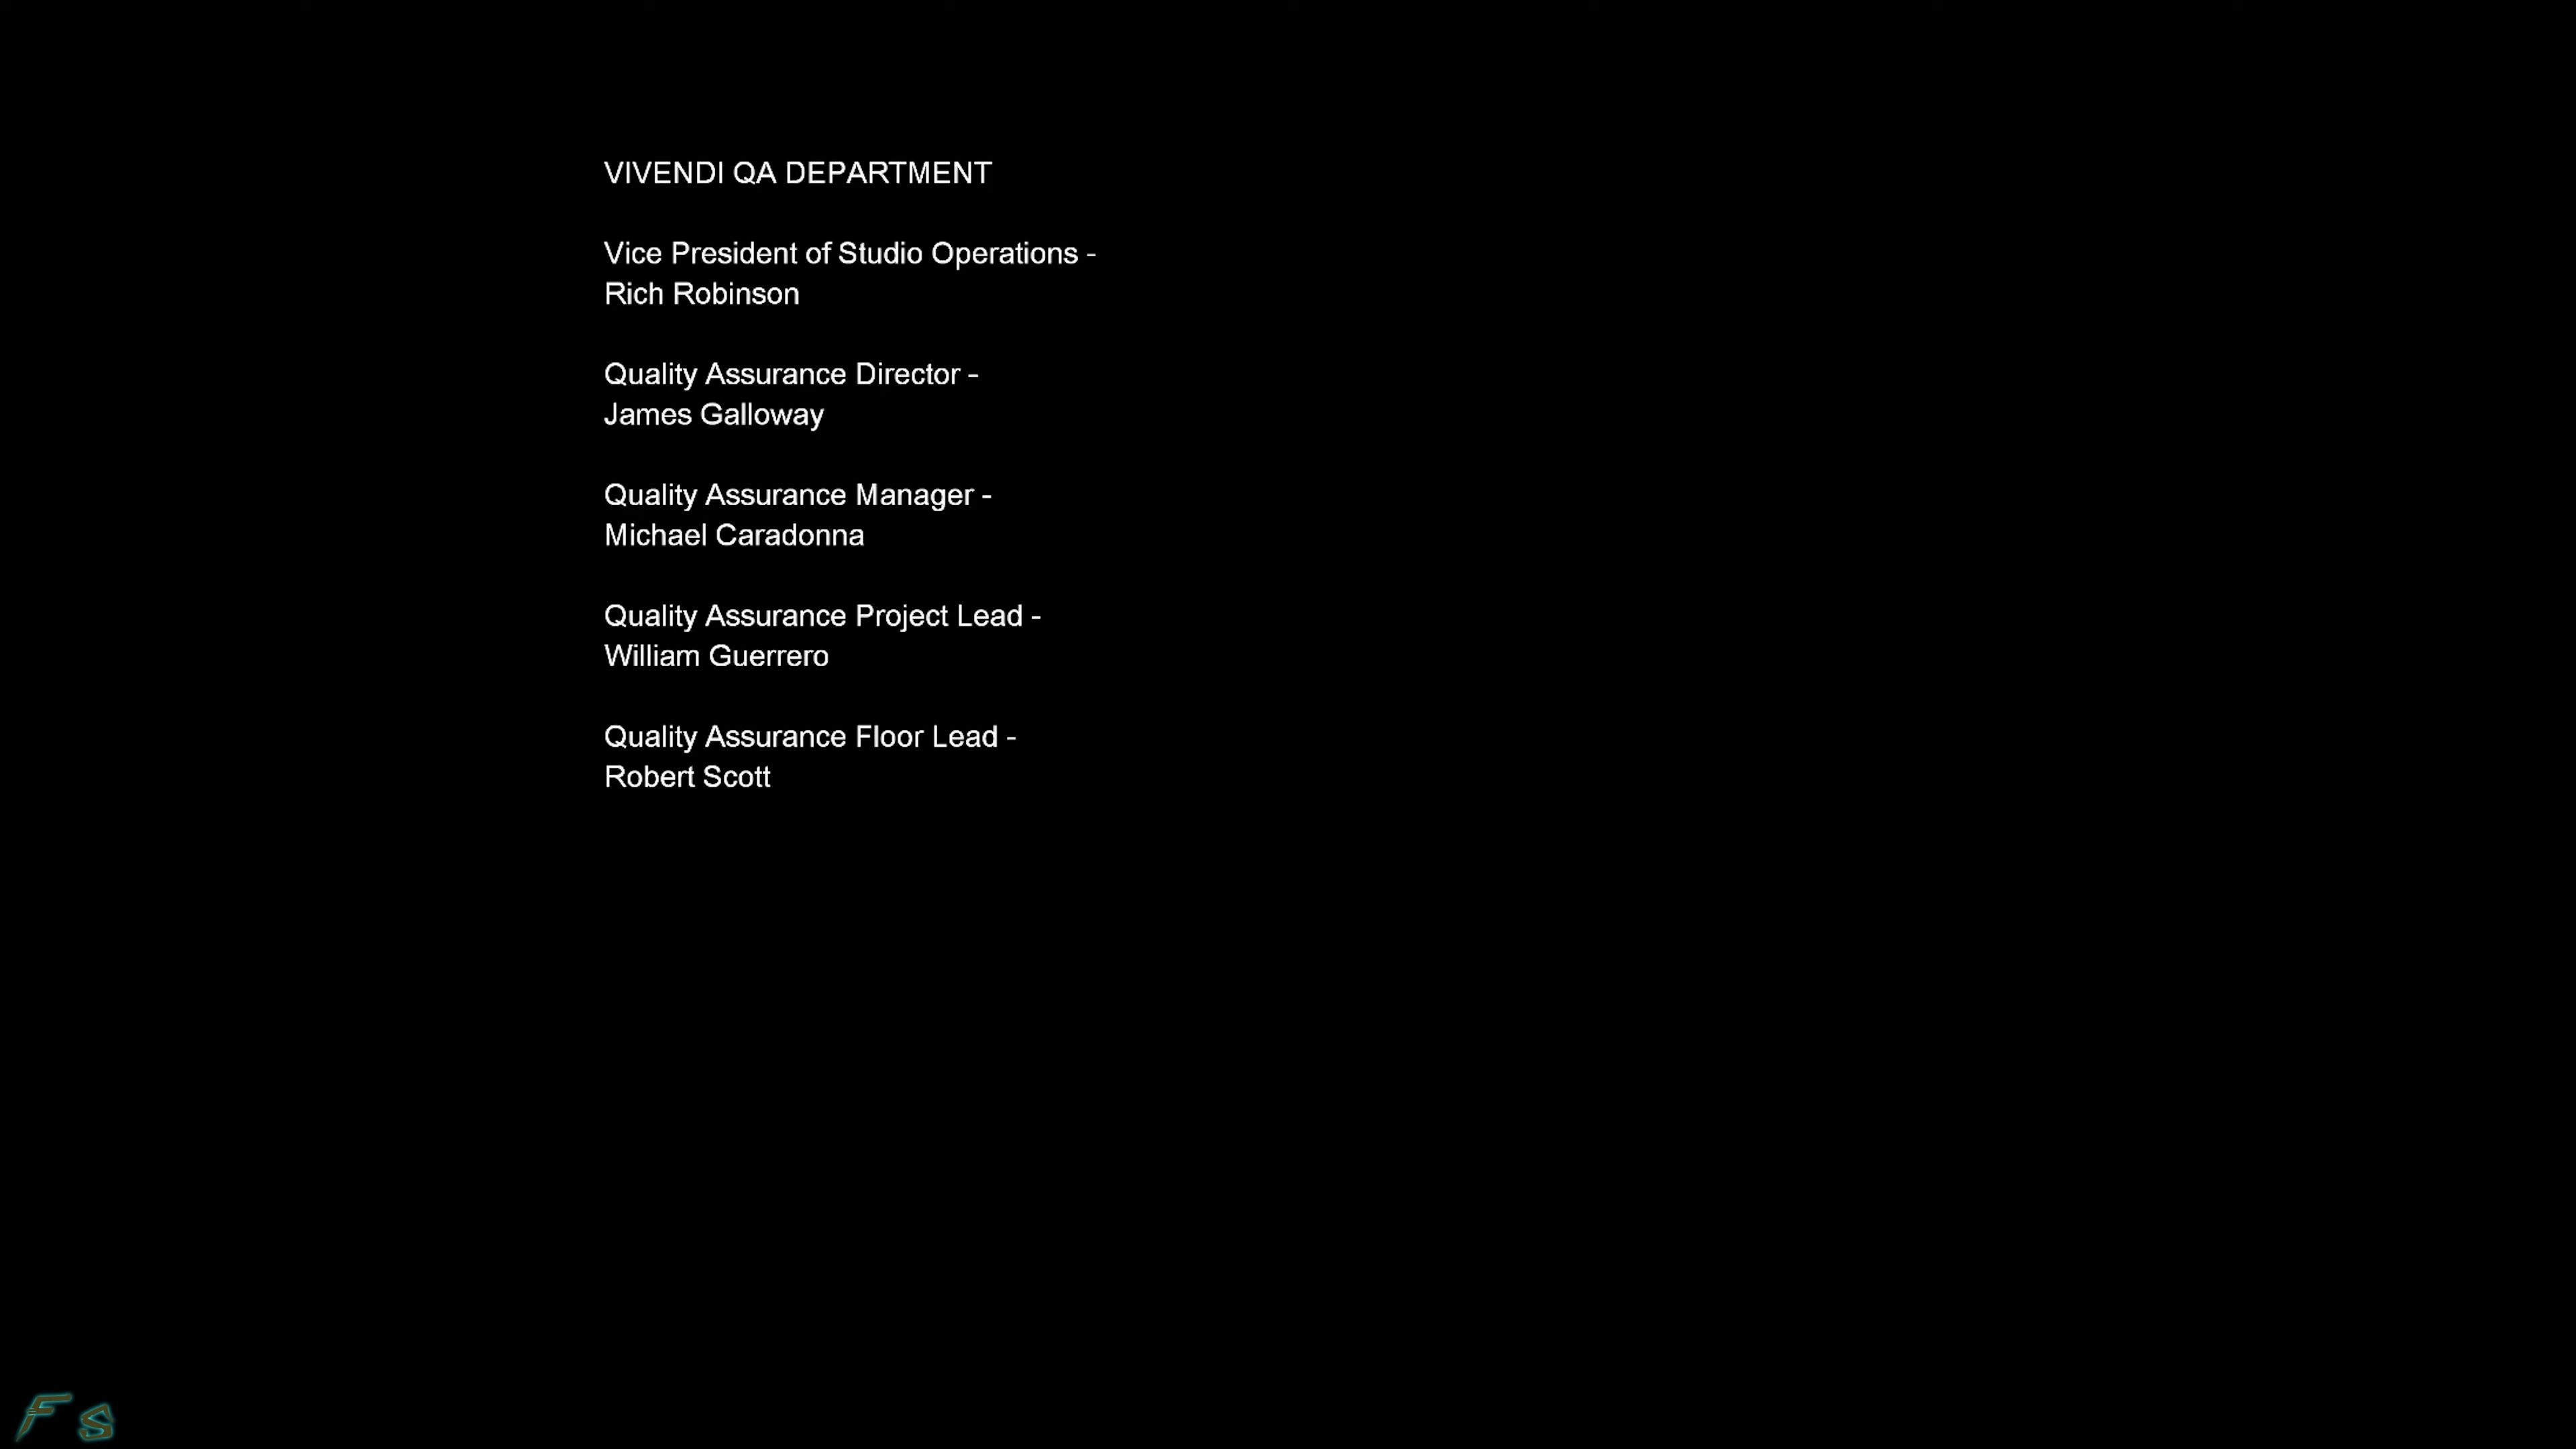 VIVENDI QA DEPARTMENT
Vice President of Studio Operations -
Rich Robinson
Quality Assurance Director -
James Galloway
Quality Assurance Manager -
Michael Caradonna
Quality Assurance Project Lead -
William Guerrero
Quality Assurance Floor Lead -
Robert Scott
F s